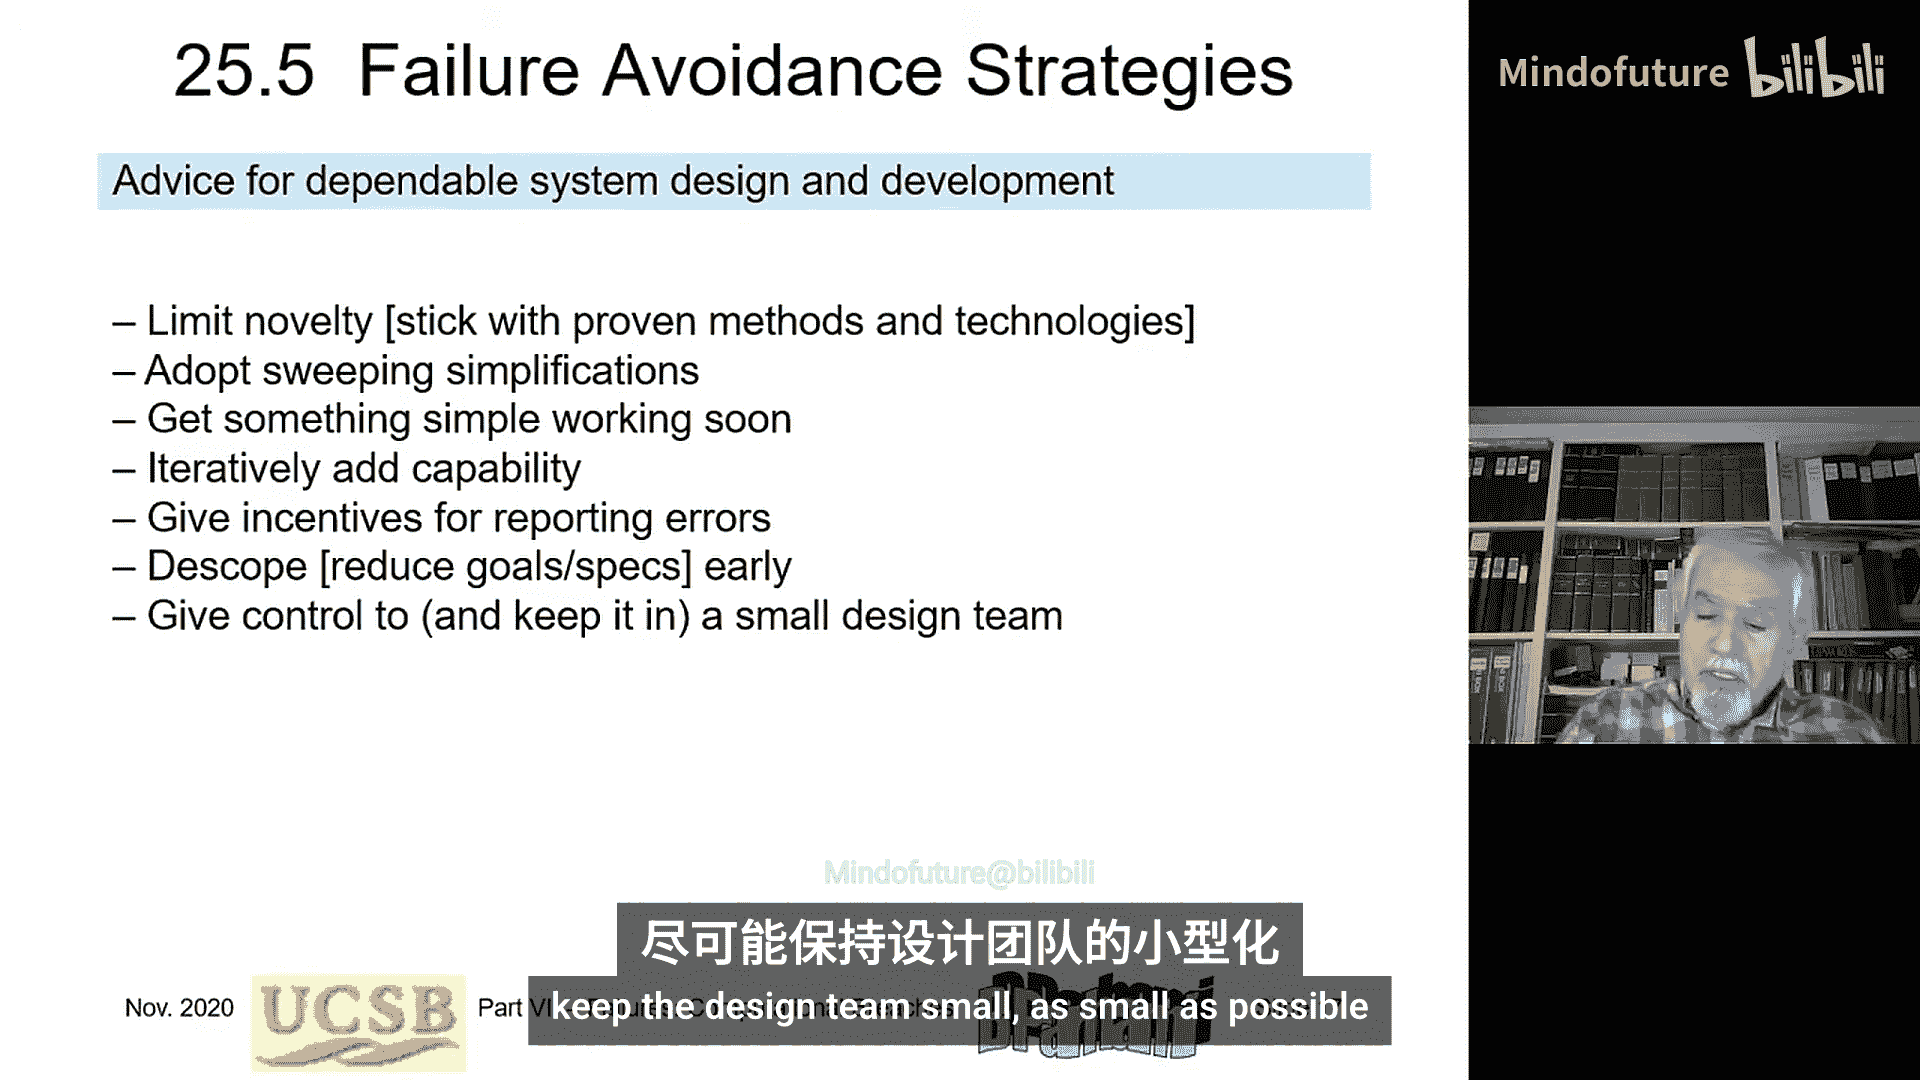 25.5 Failure Avoidance Strategies
Mindofuture bilibili
Advice for dependable system design and development
– Limit novelty [stick with proven methods and technologies]
– Adopt sweeping simplifications
– Get something simple working soon
– Iteratively add capability
– Give incentives for reporting errors
– Descope [reduce goals/specs] early
– Give control to (and keep it in) a small design team
Mindofuture@bilibili
尽可能保持设计团队的小型化
Nov. 2020 UCSB Part
keep the design team small, as small as possible
B. Parhami